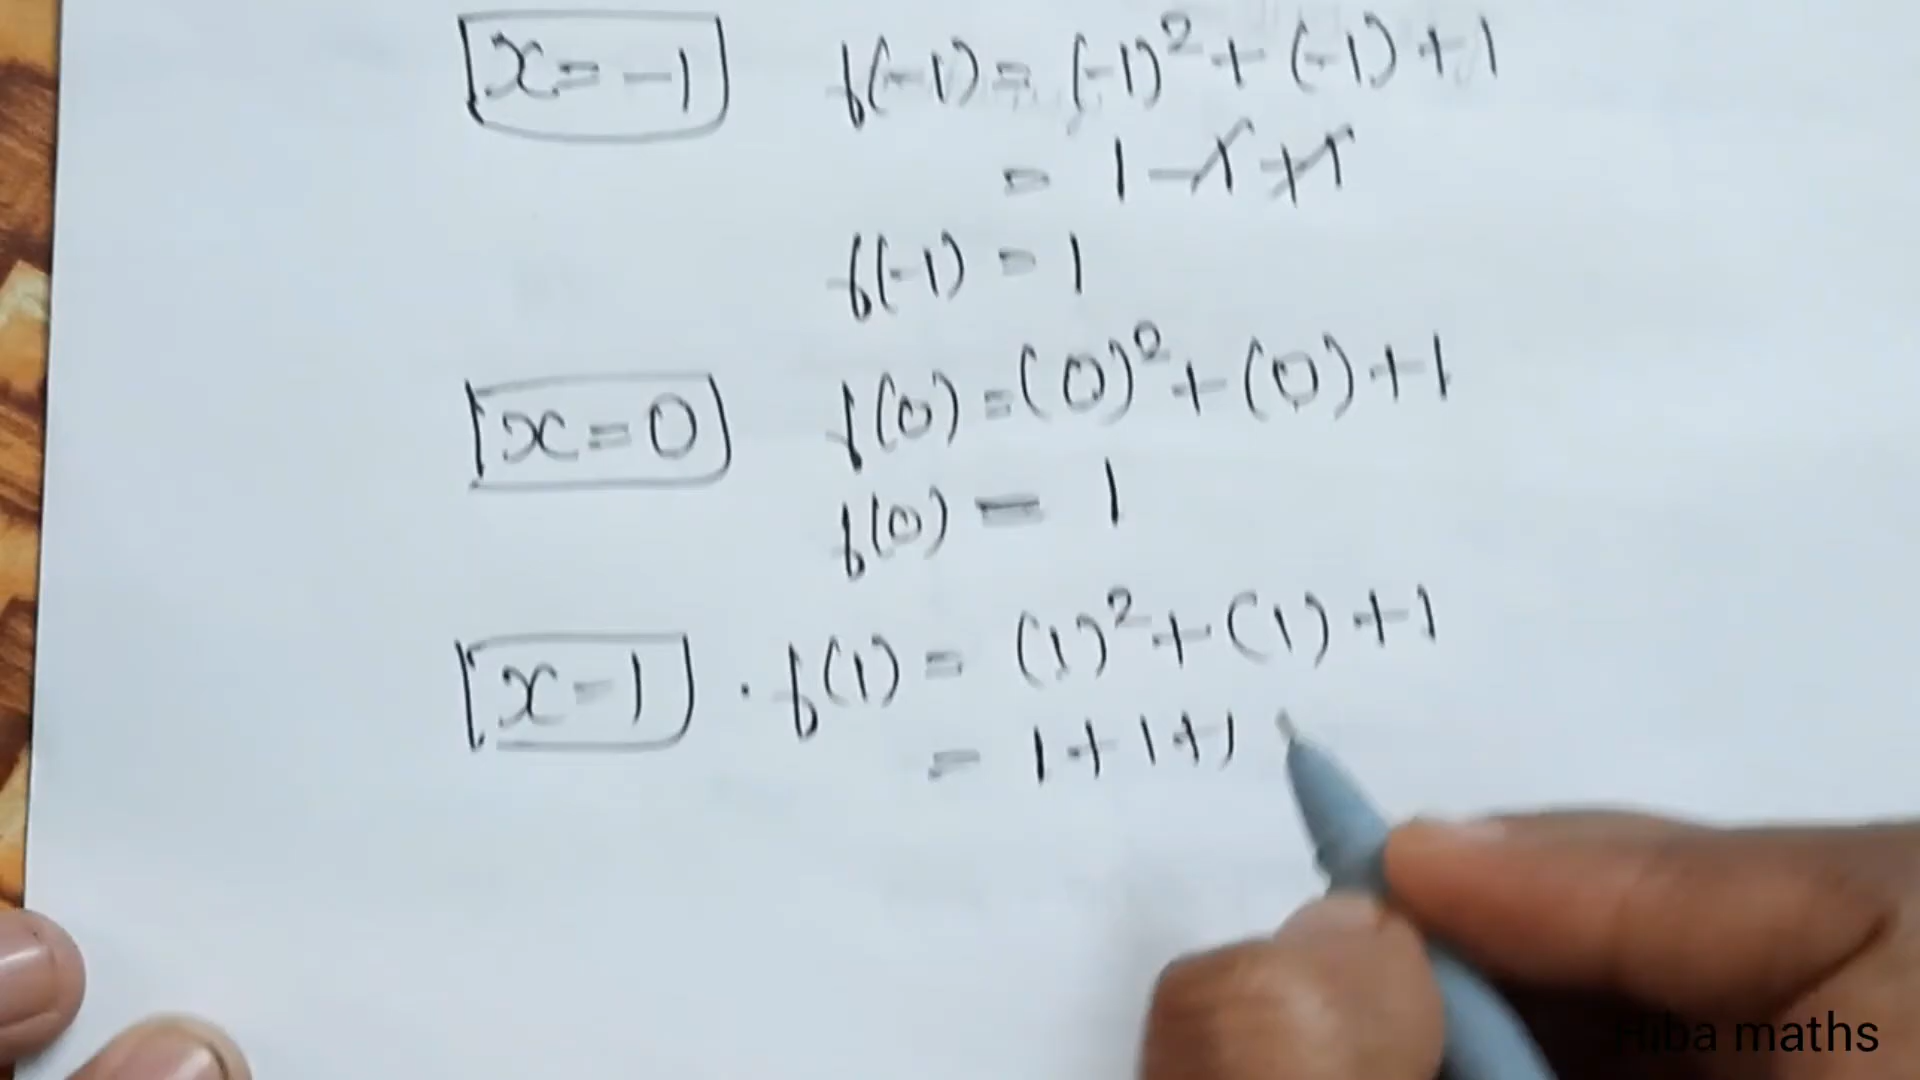 x = -1 f(-1) = (-1)² + (-1) + 1
= 1 - 1 + 1
f(-1) = 1
x = 0 f(0) = (0)² + (0) + 1
f(0) = 1
x - 1 . f(1) = (1)² + (1) + 1
= 1 + 1 + 1
Hiba maths